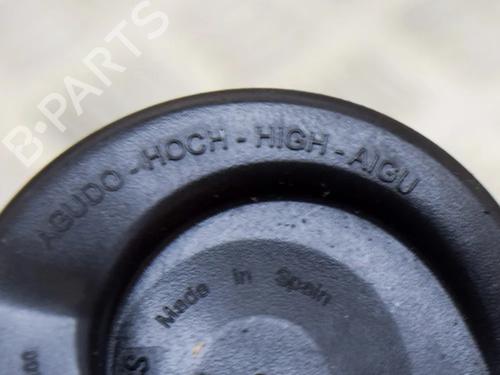 B-PARTS
AGUDO - HOCH - HIGH - AIGU
Made in Spain